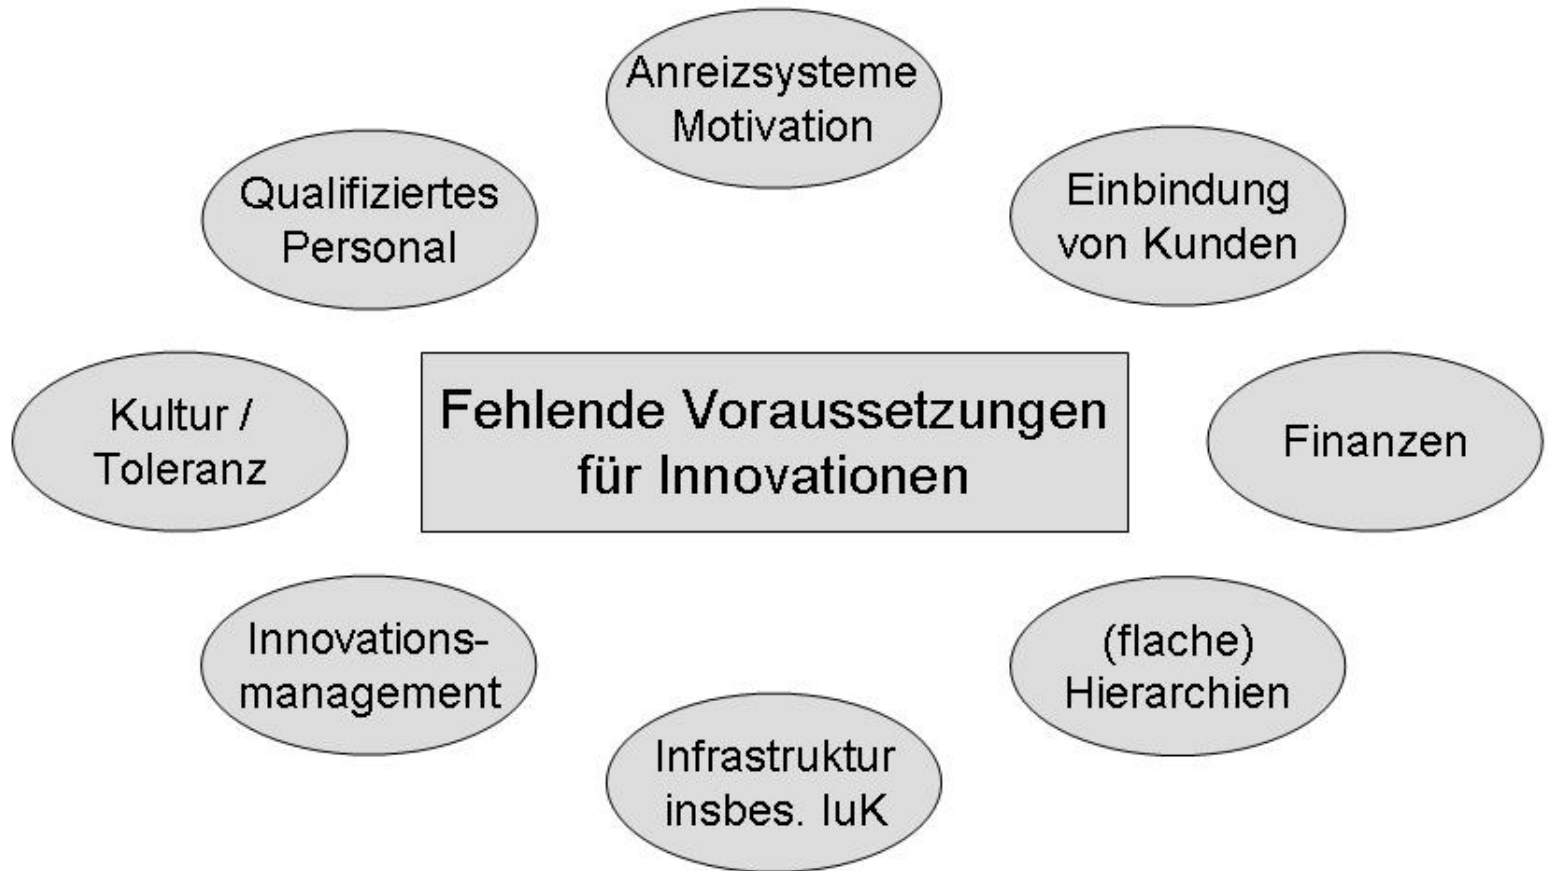 Anreizsysteme
Motivation
Qualifiziertes
Personal
Einbindung
von Kunden
Kultur /
Toleranz
Fehlende Voraussetzungen
für Innovationen
Finanzen
Innovations-
management
(flache)
Hierarchien
Infrastruktur
insbes. IuK